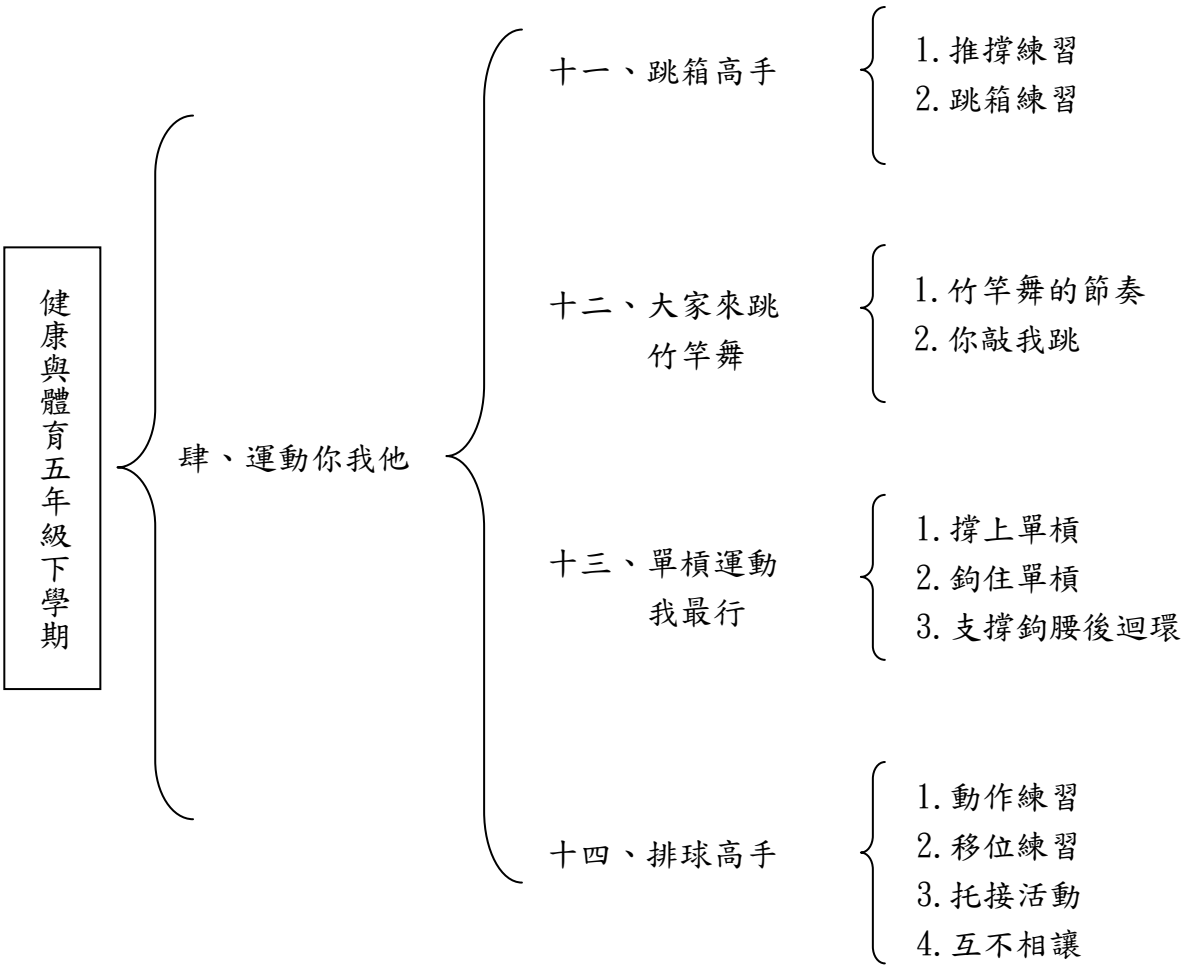 健康與體育五年級下學期
肆、運動你我他
十一、跳箱高手
1.推撐練習
2.跳箱練習
十二、大家來跳
竹竿舞
1.竹竿舞的節奏
2.你敲我跳
十三、單槓運動
我最行
1.撐上單槓
2.鉤住單槓
3.支撐鉤腰後迴環
十四、排球高手
1.動作練習
2.移位練習
3.托接活動
4.互不相讓